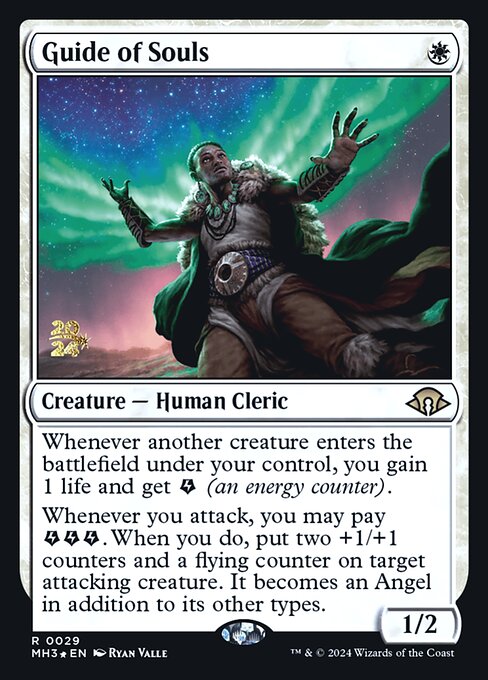 Guide of Souls
2024
Creature — Human Cleric
Whenever another creature enters the
battlefield under your control, you gain
1 life and get (an energy counter).
Whenever you attack, you may pay
. When you do, put two +1/+1
counters and a flying counter on target
attacking creature. It becomes an Angel
in addition to its other types.
1/2
R 0029
MH3★EN Ryan Valle
™ & © 2024 Wizards of the Coast